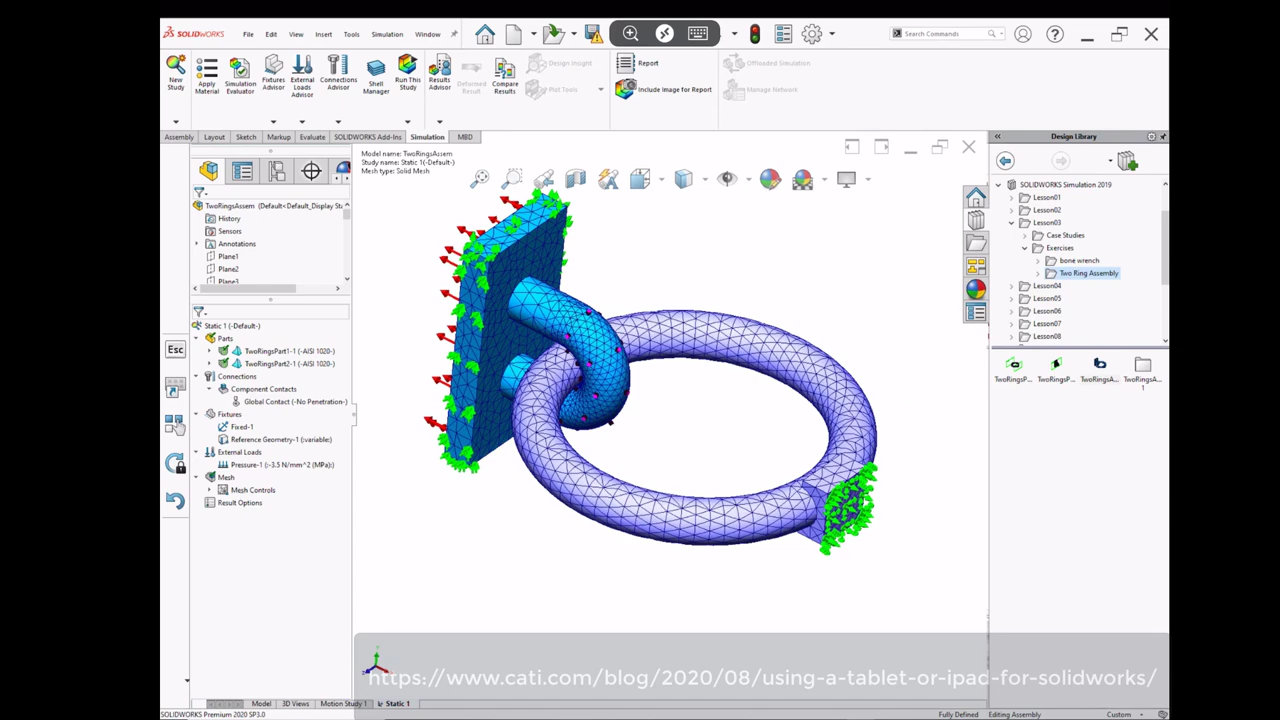 SOLIDWORKS
File Edit View Insert Tools Simulation Window
Search Commands
New Study
Apply Material
Simulation Evaluator
Fixtures Advisor
External Loads Advisor
Connections Advisor
Shell Manager
Run This Study
Results Advisor
Deformed Result
Compare Results
Design Insight
Plot Tools
Report
Include Image for Report
Offloaded Simulation
Manage Network
Assembly Layout Sketch Markup Evaluate SOLIDWORKS Add-Ins Simulation MBD
Model name: TwoRingsAssem
Study name: Static 1(-Default-)
Mesh type: Solid Mesh
TwoRingsAssem (Default<Default_Display Sta
History
Sensors
Annotations
Plane1
Plane2
Plane3
Static 1 (-Default-)
Parts
TwoRingsPart1-1 (-AISI 1020-)
TwoRingsPart2-1 (-AISI 1020-)
Connections
Component Contacts
Global Contact (-No Penetration-)
Fixtures
Fixed-1
Reference Geometry-1 (:variable:)
External Loads
Pressure-1 (:-3.5 N/mm^2 (MPa):)
Mesh
Mesh Controls
Result Options
Esc
Design Library
SOLIDWORKS Simulation 2019
Lesson01
Lesson02
Lesson03
Case Studies
Exercises
bone wrench
Two Ring Assembly
Lesson04
Lesson05
Lesson06
Lesson07
Lesson08
TwoRingsP... TwoRingsP... TwoRingsA... TwoRingsA...
1
https://www.cati.com/blog/2020/08/using-a-tablet-or-ipad-for-solidworks/
Model 3D Views Motion Study 1 Static 1
SOLIDWORKS Premium 2020 SP3.0
Fully Defined Editing Assembly Custom